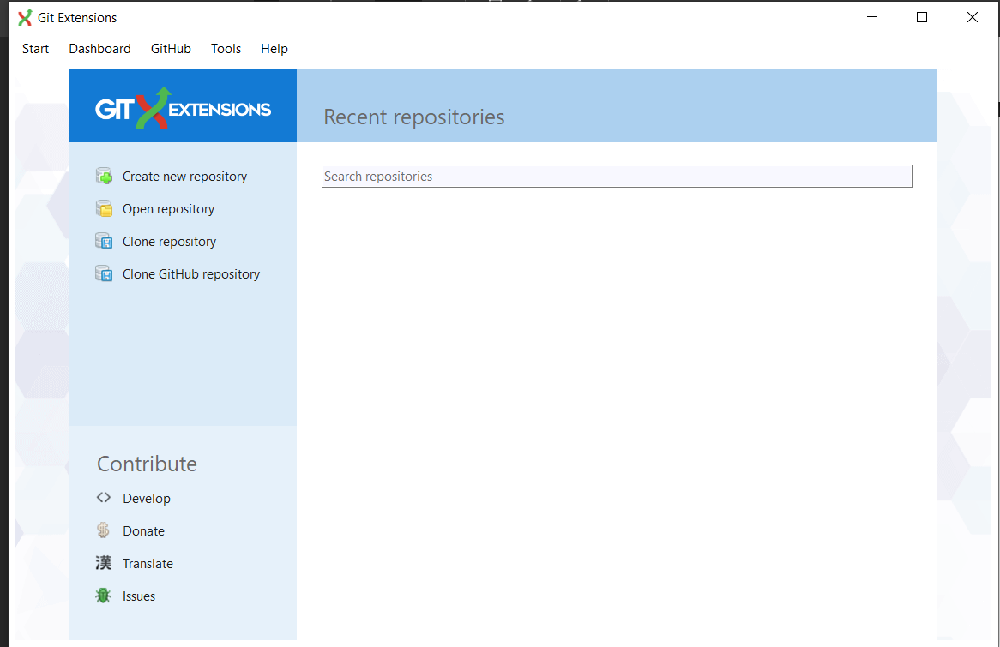 Git Extensions
Start Dashboard GitHub Tools Help
GIT EXTENSIONS
Recent repositories
Search repositories
Create new repository
Open repository
Clone repository
Clone GitHub repository
Contribute
Develop
Donate
漢 Translate
Issues